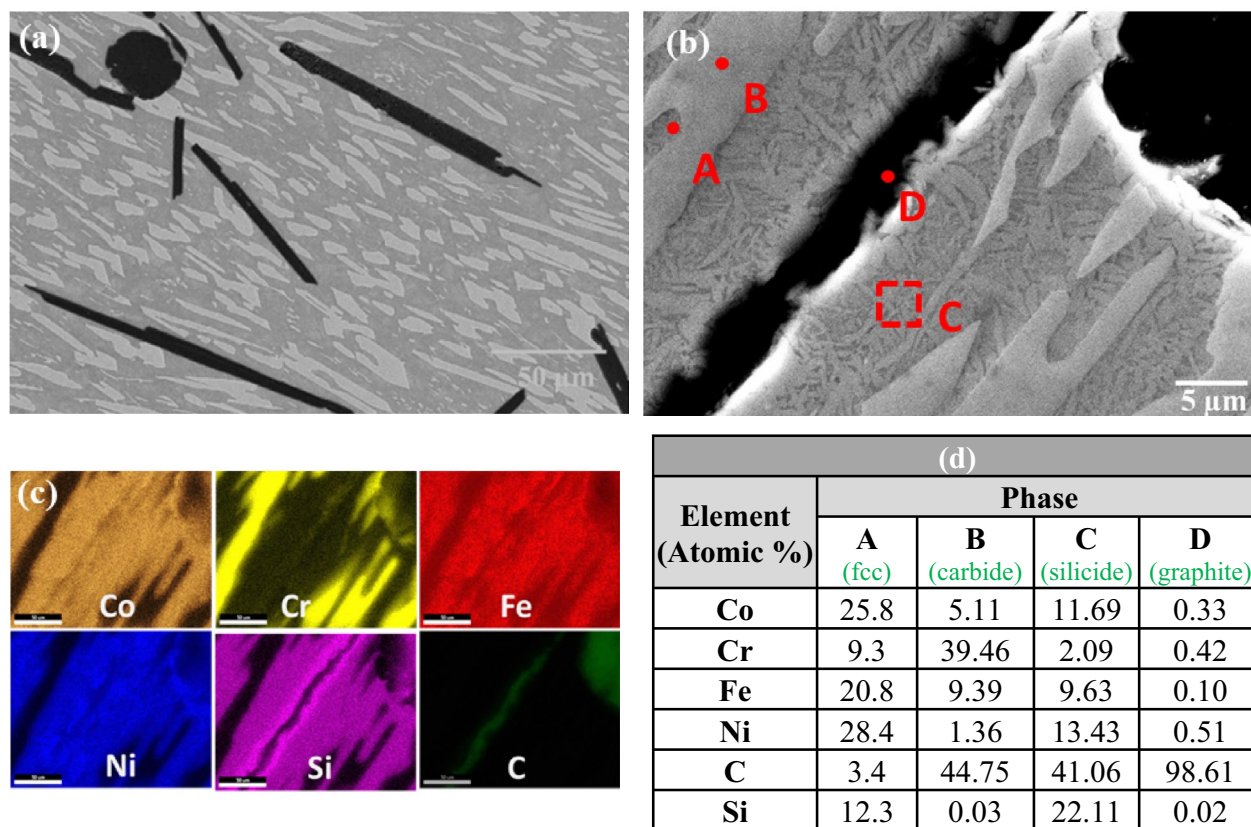 (a)
50 µm
(b)
B
A
D
C
5 µm
(c)
Co
Cr
Fe
Ni
Si
C
(d)
Element (Atomic %)
Phase
A (fcc)
B (carbide)
C (silicide)
D (graphite)
Co 25.8 5.11 11.69 0.33
Cr 9.3 39.46 2.09 0.42
Fe 20.8 9.39 9.63 0.10
Ni 28.4 1.36 13.43 0.51
C 3.4 44.75 41.06 98.61
Si 12.3 0.03 22.11 0.02